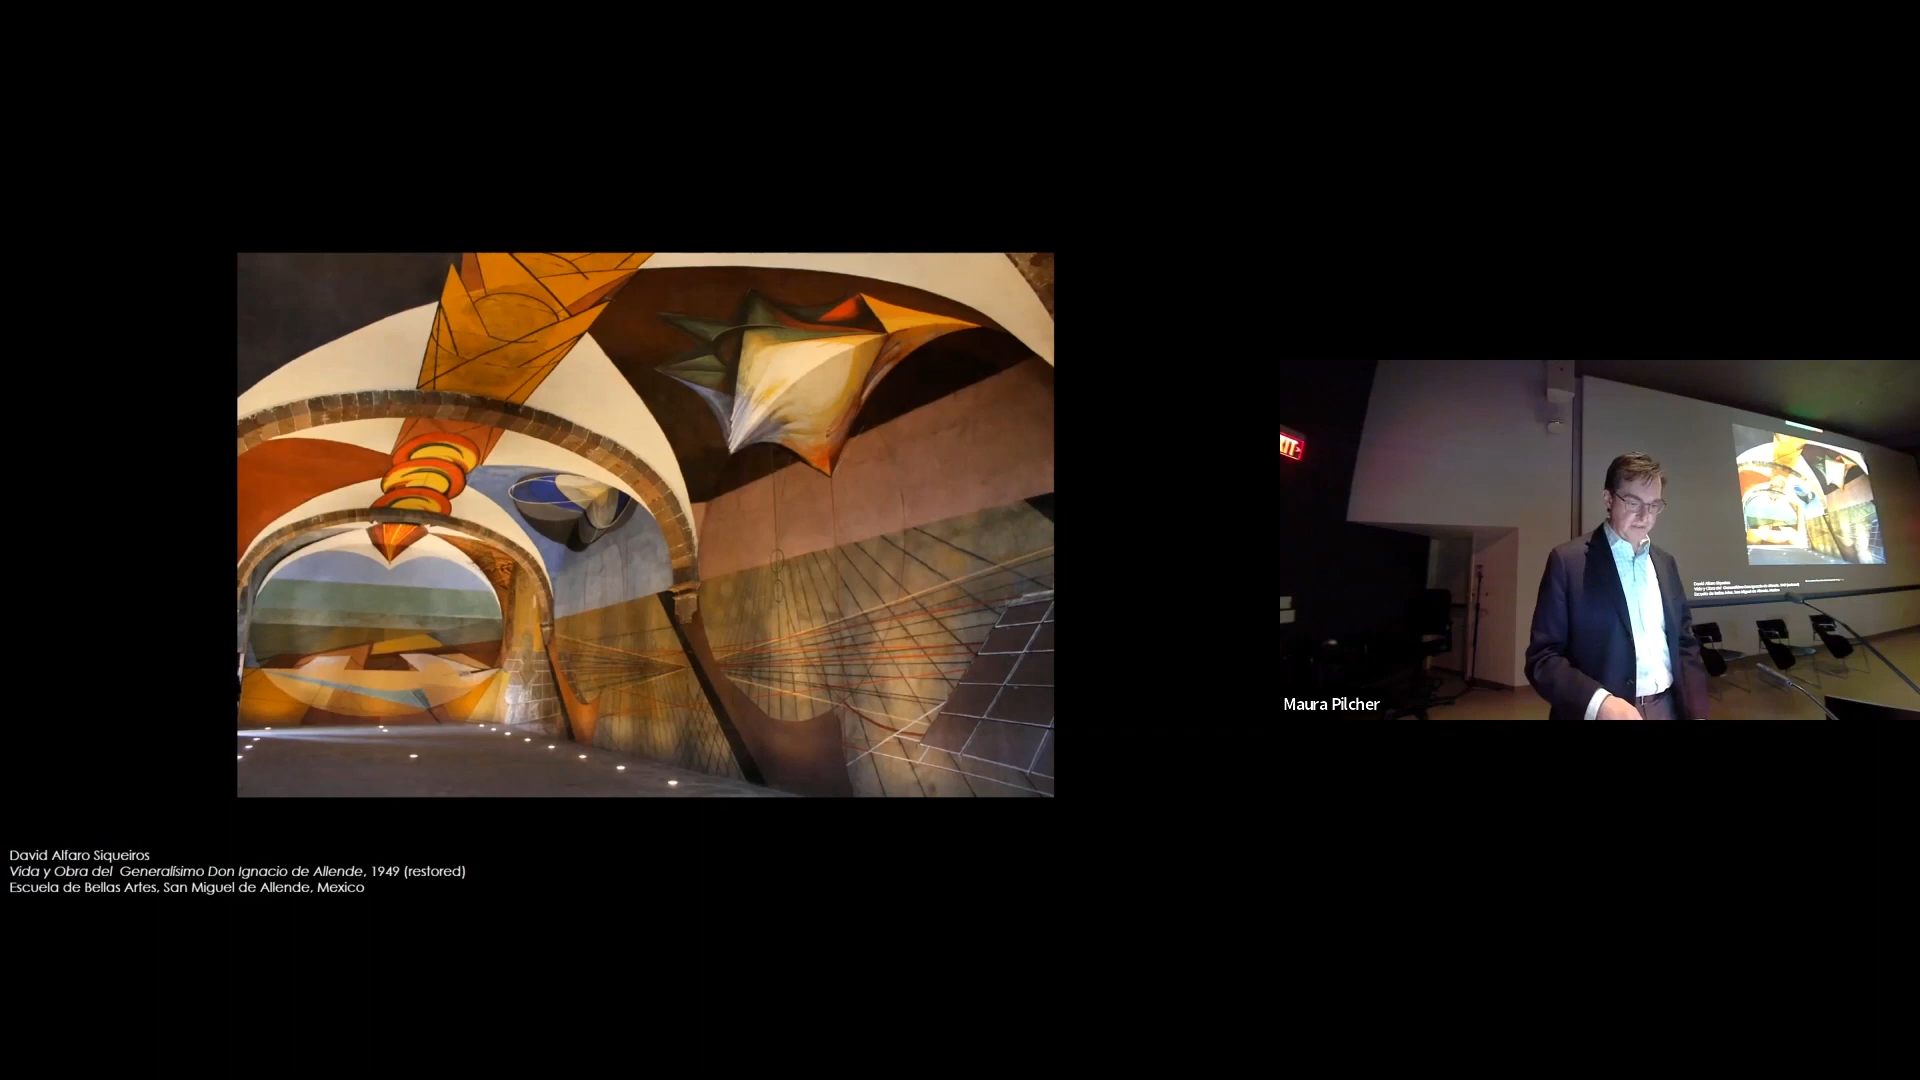 David Alfaro Siqueiros
Vida y Obra del  Generalísimo Don Ignacio de Allende, 1949 (restored)
Escuela de Bellas Artes, San Miguel de Allende, Mexico
Maura Pilcher